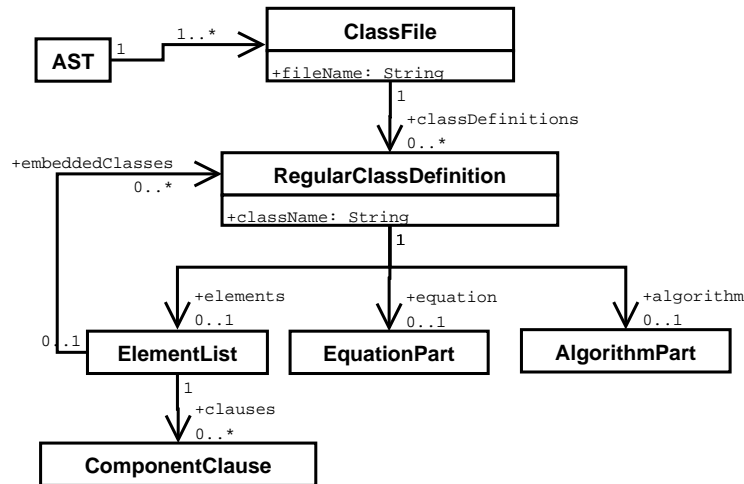 ClassFile
1
1..*
AST
+fileName: String
1
+classDefinitions
0..*
+embeddedClasses
0..*
RegularClassDefinition
+className: String
1
+elements
0..1
+equation
0..1
+algorithm
0..1
0..1
ElementList
EquationPart
AlgorithmPart
1
+clauses
0..*
ComponentClause